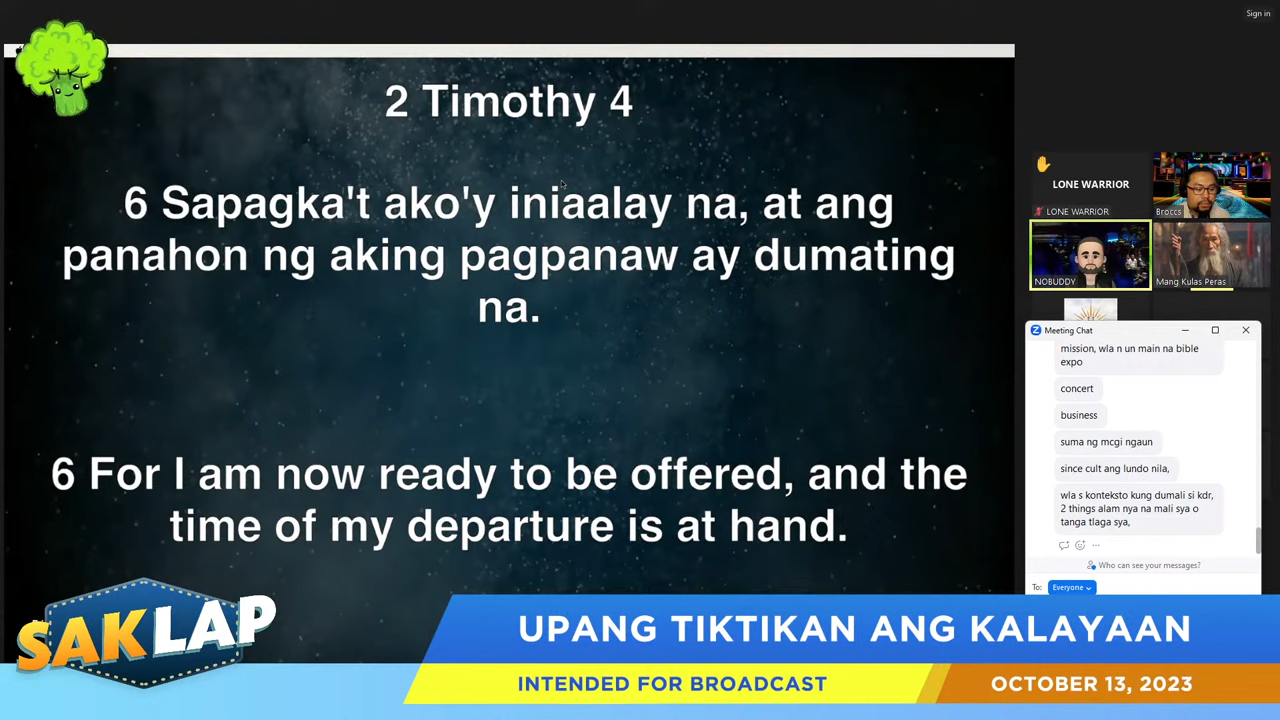 Sign in
2 Timothy 4
6 Sapagka't ako'y iniaalay na, at ang
panahon ng aking pagpanaw ay dumating
na.
6 For I am now ready to be offered, and the
time of my departure is at hand.
LONE WARRIOR
LONE WARRIOR
Broccs
NOBUDDY
Mang Kulas Peras
Meeting Chat
mission, wla n un main na bible
expo
concert
business
suma ng mcgi ngaun
since cult ang lundo nila,
wla s konteksto kung dumali si kdr,
2 things alam nya na mali sya o
tanga tlaga sya,
Who can see your messages?
To: Everyone
SAKLAP
UPANG TIKTIKAN ANG KALAYAAN
INTENDED FOR BROADCAST
OCTOBER 13, 2023